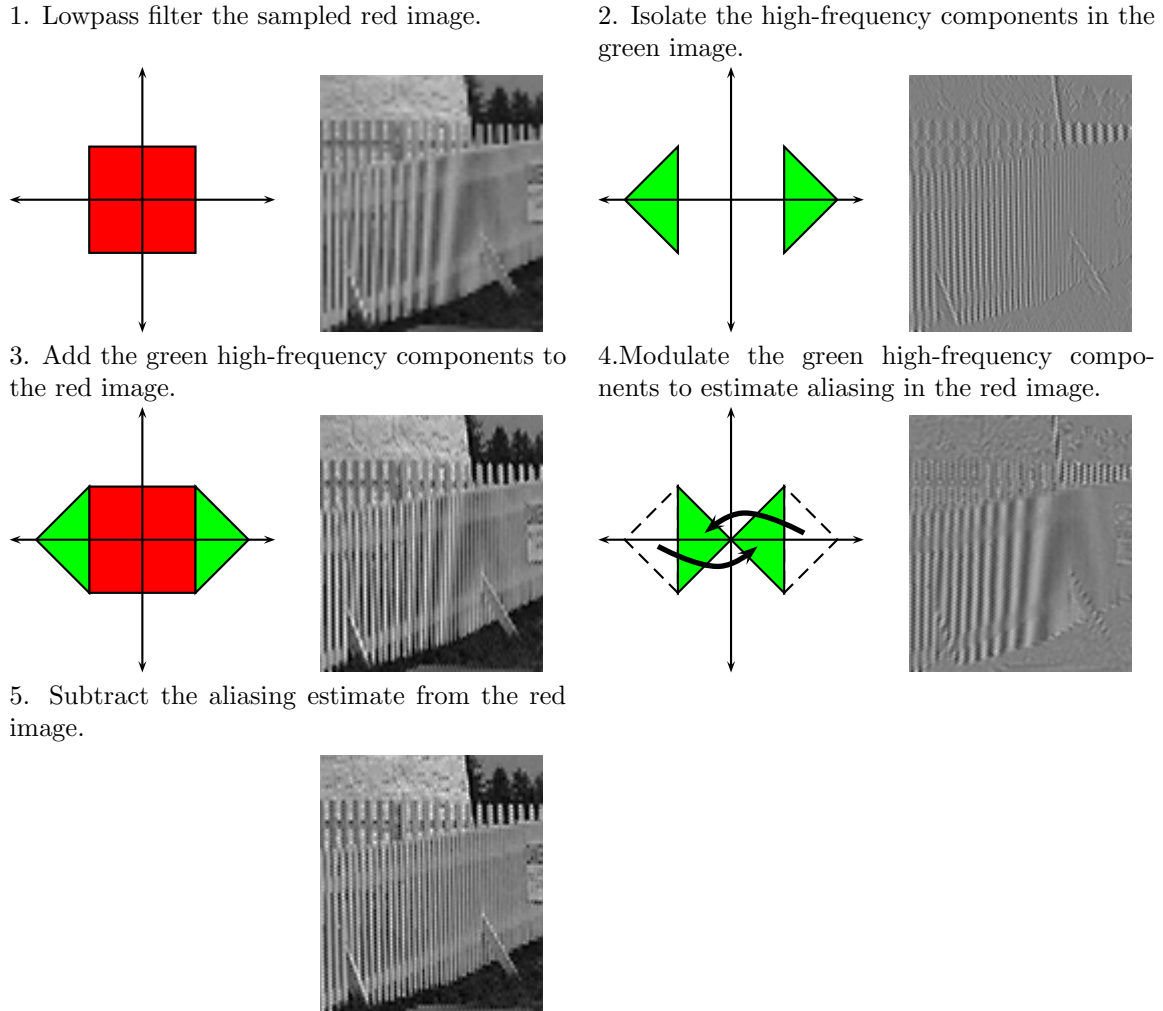 1. Lowpass filter the sampled red image.
2. Isolate the high-frequency components in the
green image.
3. Add the green high-frequency components to
the red image.
4.Modulate the green high-frequency compo-
nents to estimate aliasing in the red image.
5. Subtract the aliasing estimate from the red
image.